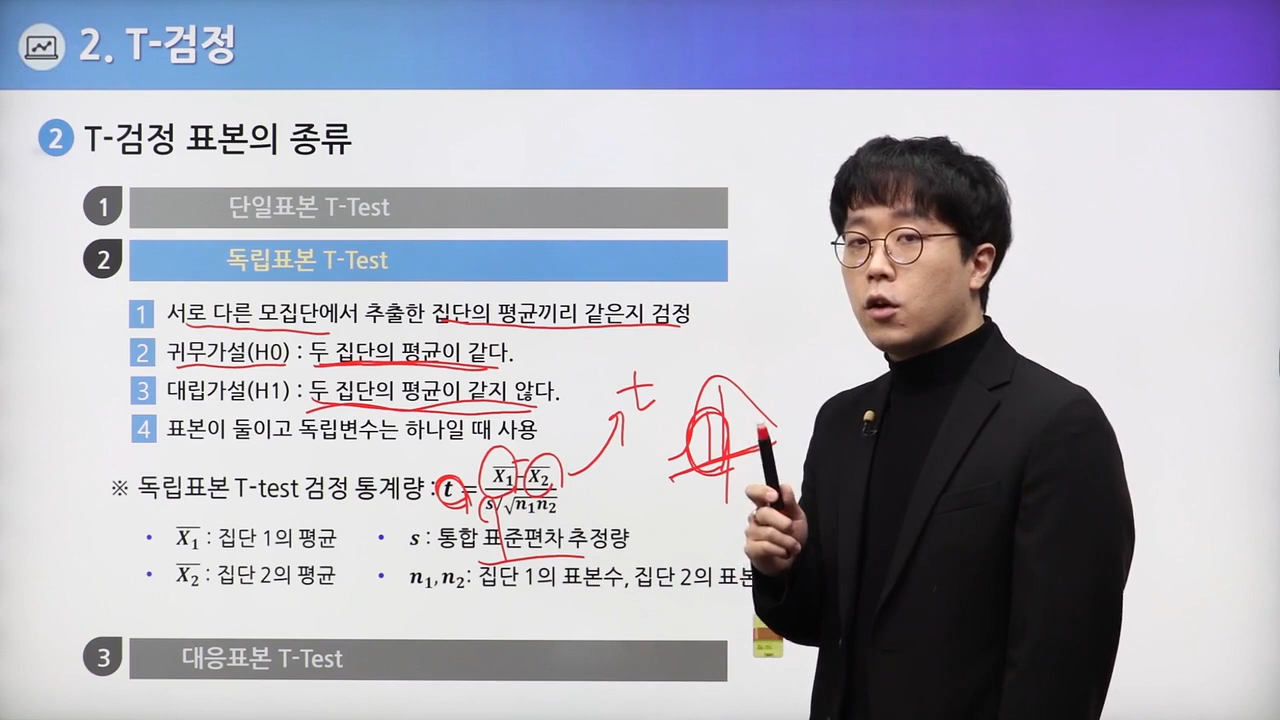 2. T-검정
2 T-검정 표본의 종류
1 단일표본 T-Test
2 독립표본 T-Test
1 서로 다른 모집단에서 추출한 집단의 평균끼리 같은지 검정
2 귀무가설(H0) : 두 집단의 평균이 같다.
3 대립가설(H1) : 두 집단의 평균이 같지 않다.
4 표본이 둘이고 독립변수는 하나일 때 사용
t
※ 독립표본 T-test 검정 통계량 : t = (X̄₁ - X̄₂) / (s/√n₁n₂)
• X̄₁ : 집단 1의 평균 • s : 통합 표준편차 추정량
• X̄₂ : 집단 2의 평균 • n₁, n₂ : 집단 1의 표본수, 집단 2의 표본
3 대응표본 T-Test